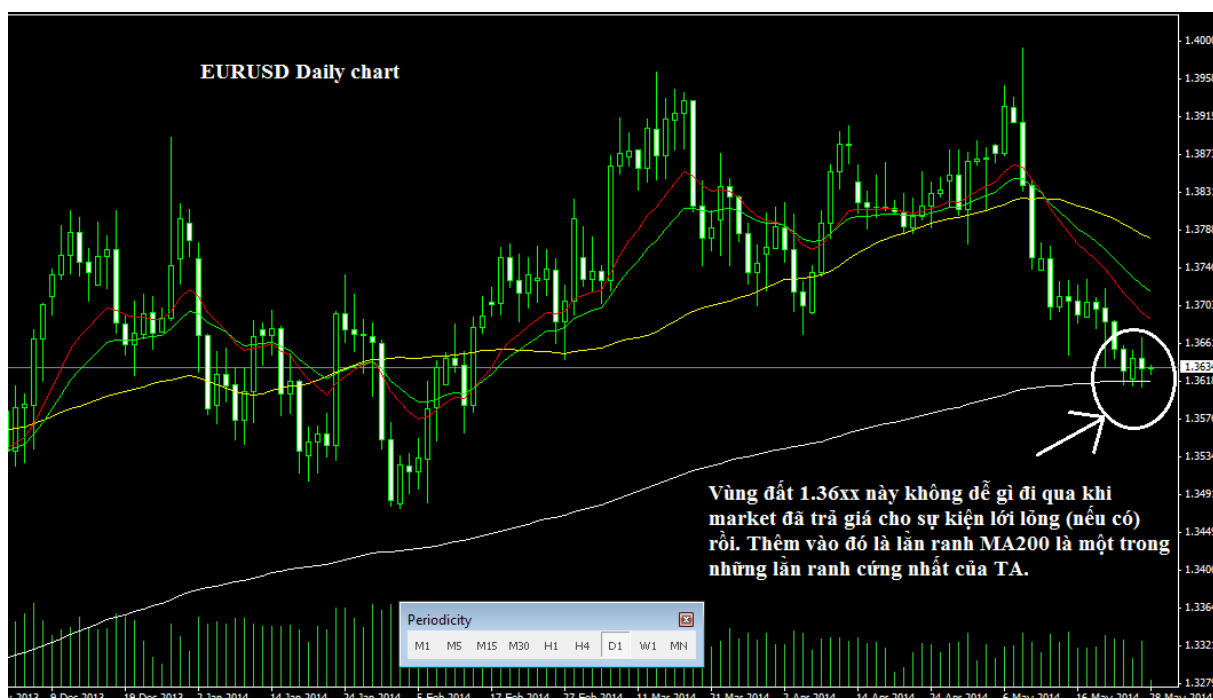 EURUSD Daily chart
1.4000
1.3958
1.3915
1.3873
1.3831
1.3788
1.3746
1.3703
1.3661
1.3634
1.3618
1.3576
1.3534
1.3491
1.3449
1.3406
1.3364
1.3321
1.3279
Vùng đất 1.36xx này không dễ gì đi qua khi
market đã trả giá cho sự kiện lới lỏng (nếu có)
rồi. Thêm vào đó là lằn ranh MA200 là một trong
những lằn ranh cứng nhất của TA.
Periodicity
M1 M5 M15 M30 H1 H4 D1 W1 MN
2013 9 Dec 2013 19 Dec 2013 2 Jan 2014 14 Jan 2014 24 Jan 2014 5 Feb 2014 17 Feb 2014 27 Feb 2014 11 Mar 2014 21 Mar 2014 2 Apr 2014 14 Apr 2014 24 Apr 2014 6 May 2014 16 May 2014 28 May 2014